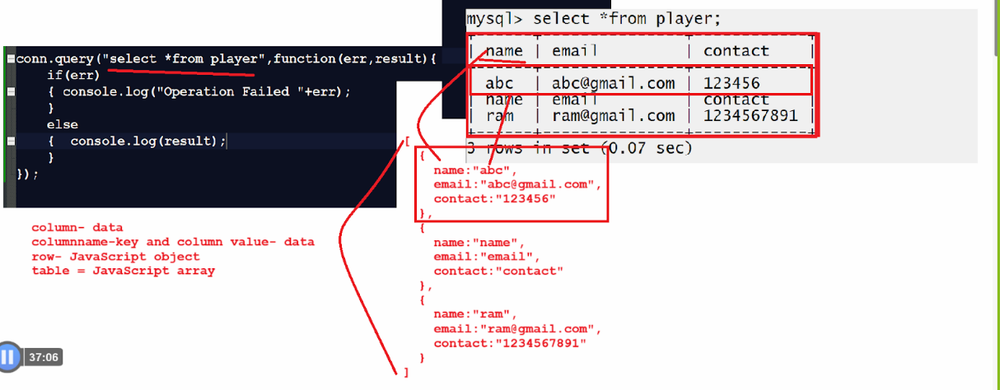 conn.query("select *from player",function(err,result){
if(err)
{ console.log("Operation Failed "+err);
}
else
{ console.log(result);
}
});
mysql> select *from player;
| name | email | contact |
| abc | abc@gmail.com | 123456 |
| name | email | contact |
| ram | ram@gmail.com | 1234567891 |
3 rows in set (0.07 sec)
column- data
columnname-key and column value- data
row- JavaScript object
table = JavaScript array
[
{
name:"abc",
email:"abc@gmail.com",
contact:"123456"
},
{
name:"name",
email:"email",
contact:"contact"
},
{
name:"ram",
email:"ram@gmail.com",
contact:"1234567891"
}
]
37:06